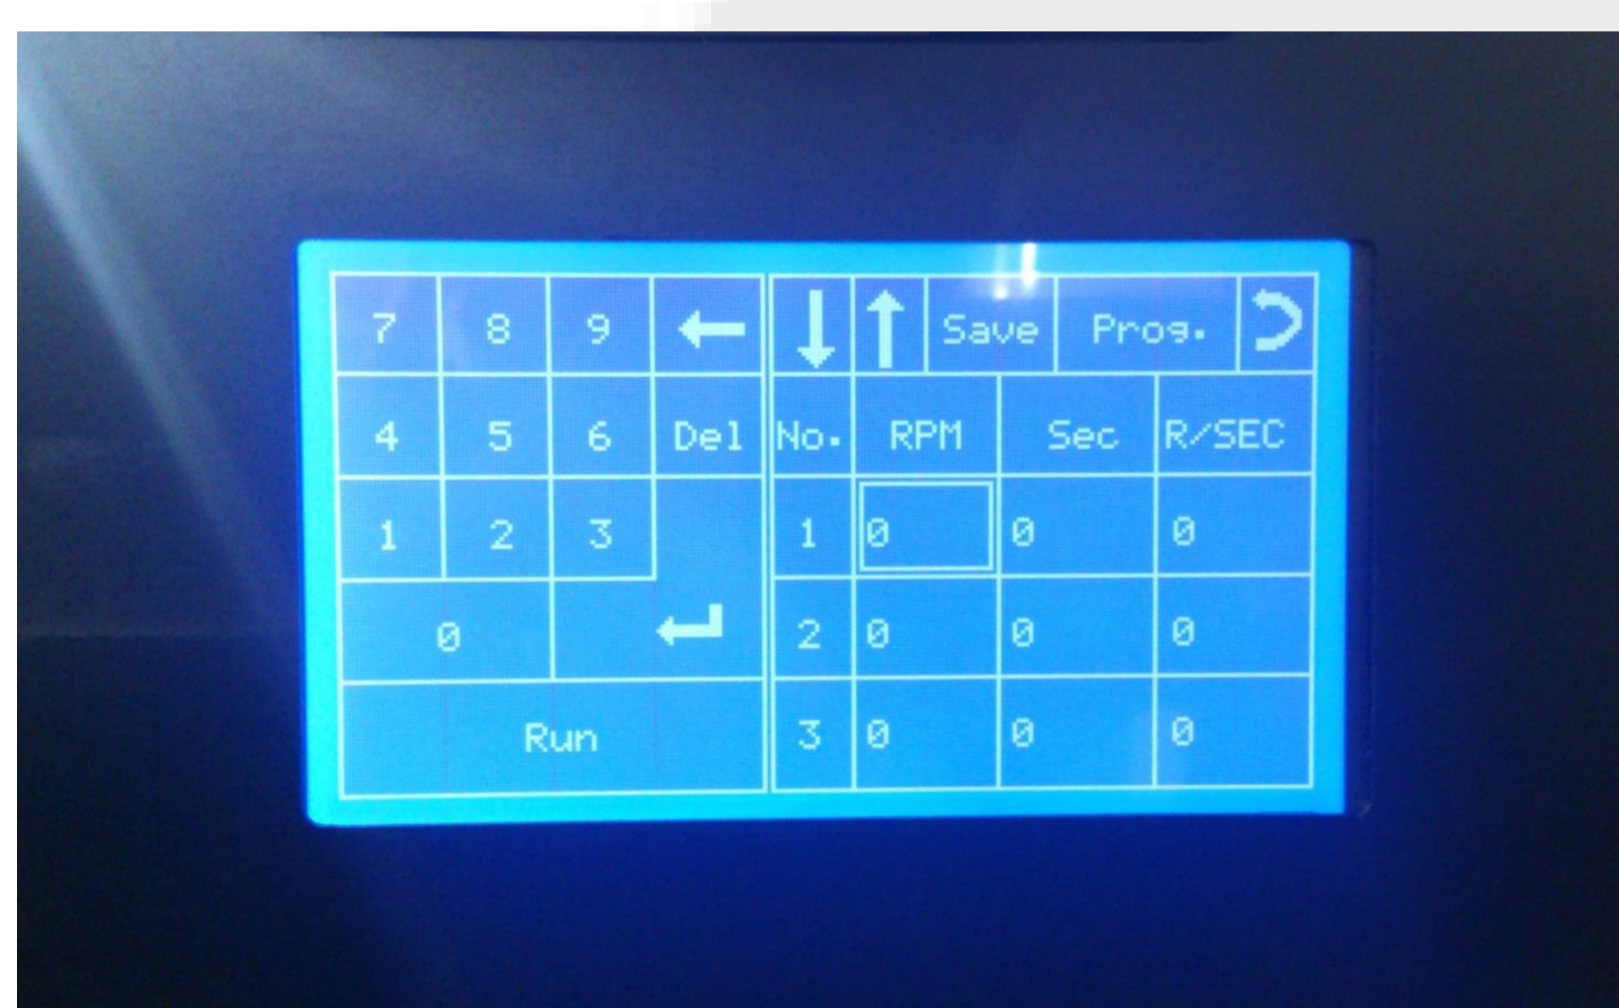 7 8 9 ← ↓ ↑ Save Prog.
4 5 6 Del No. RPM Sec R/SEC
1 2 3 1 0 0 0
0 2 0 0 0
Run 3 0 0 0